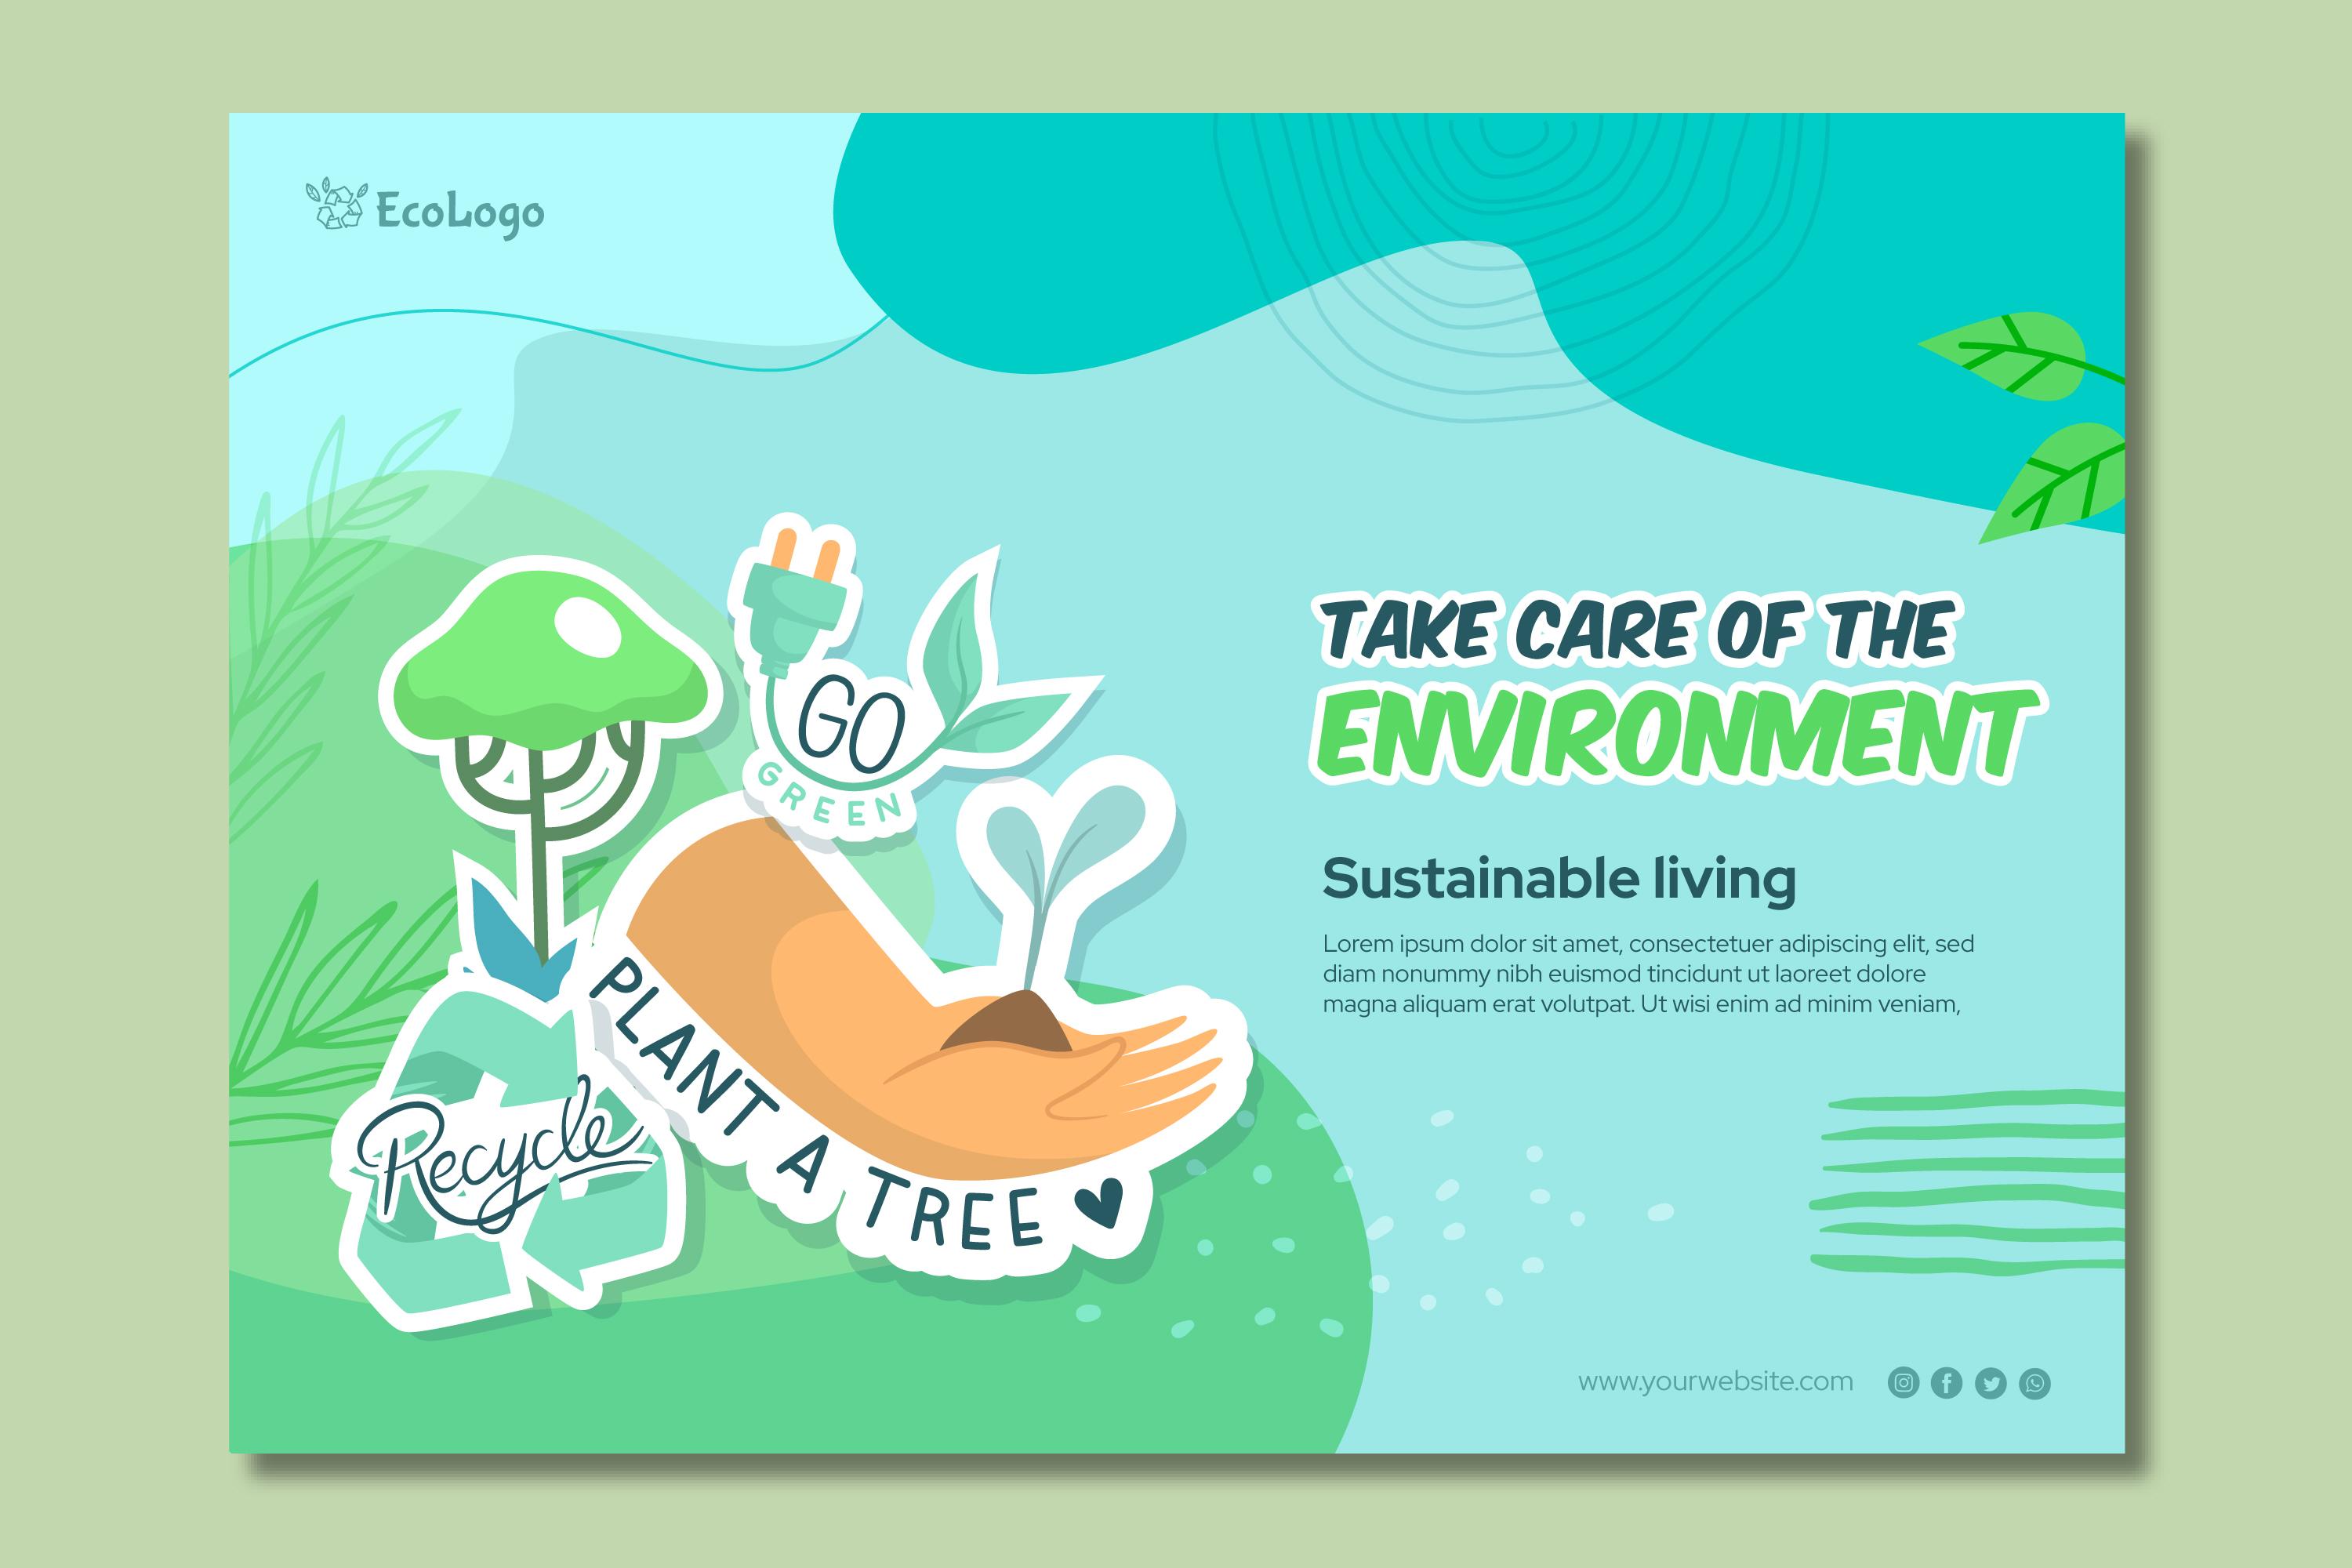 EcoLogo
GO
GREEN
PLANT A TREE
Recycle
TAKE CARE OF THE
ENVIRONMENT
Sustainable living
Lorem ipsum dolor sit amet, consectetuer adipiscing elit, sed
diam nonummy nibh euismod tincidunt ut laoreet dolore
magna aliquam erat volutpat. Ut wisi enim ad minim veniam,
www.yourwebsite.com